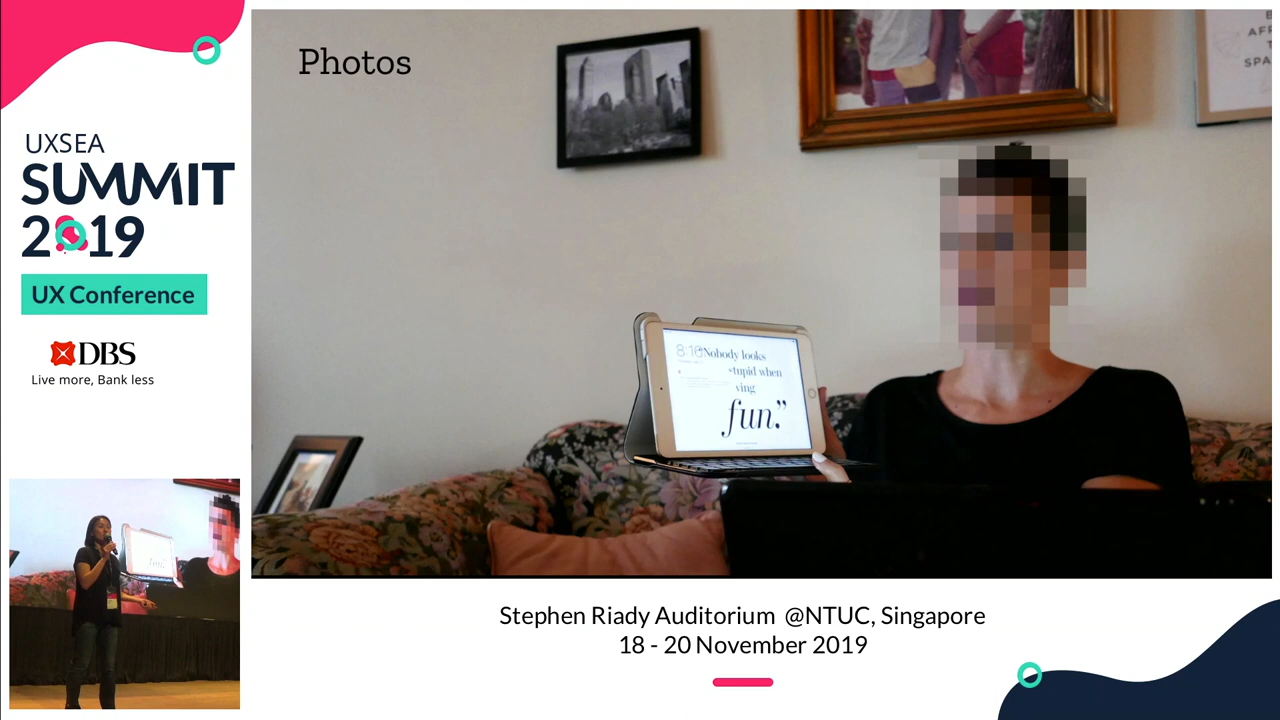 UXSEA
SUMMIT
2019
UX Conference
DBS
Live more, Bank less
Photos
8:16
“Nobody looks
stupid when
ving
fun.”
Stephen Riady Auditorium @NTUC, Singapore
18 - 20 November 2019